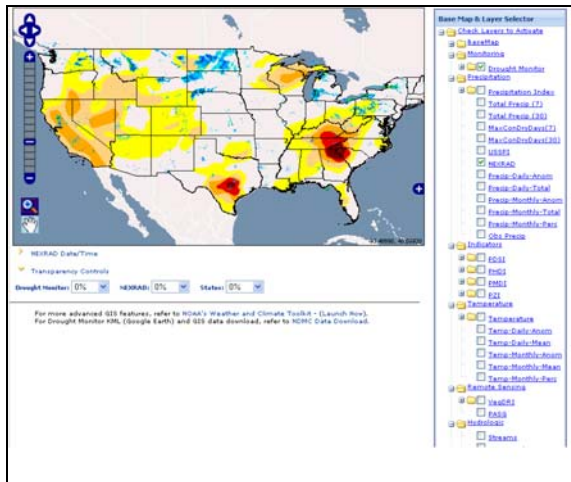 Base Map & Layer Selector
Check Layers to Activate
BaseMap
Monitoring
Drought Monitor
Precipitation
Precipitation Index
Total Precip (7)
Total Precip (30)
MaxConDryDays(7)
MaxConDryDays(30)
USSPI
NEXRAD
Precip-Daily-Anom
Precip-Daily-Total
Precip-Monthly-Anom
Precip-Monthly-Total
Precip-Monthly-Perc
Obs Precip
Indicators
PDSI
PHDI
PMDI
PZI
Temperature
Temperature
Temp-Daily-Anom
Temp-Daily-Mean
Temp-Monthly-Anom
Temp-Monthly-Mean
Temp-Monthly-Perc
Remote Sensing
VegDRI
PASG
Hydrologic
Streams
NEXRAD Date/Time
Transparency Controls
Drought Monitor: 0% NEXRAD: 0% States: 0%
For more advanced GIS features, refer to NOAA's Weather and Climate Toolkit - (Launch Now).
For Drought Monitor KML (Google Earth) and GIS data download, refer to NDMC Data Download.